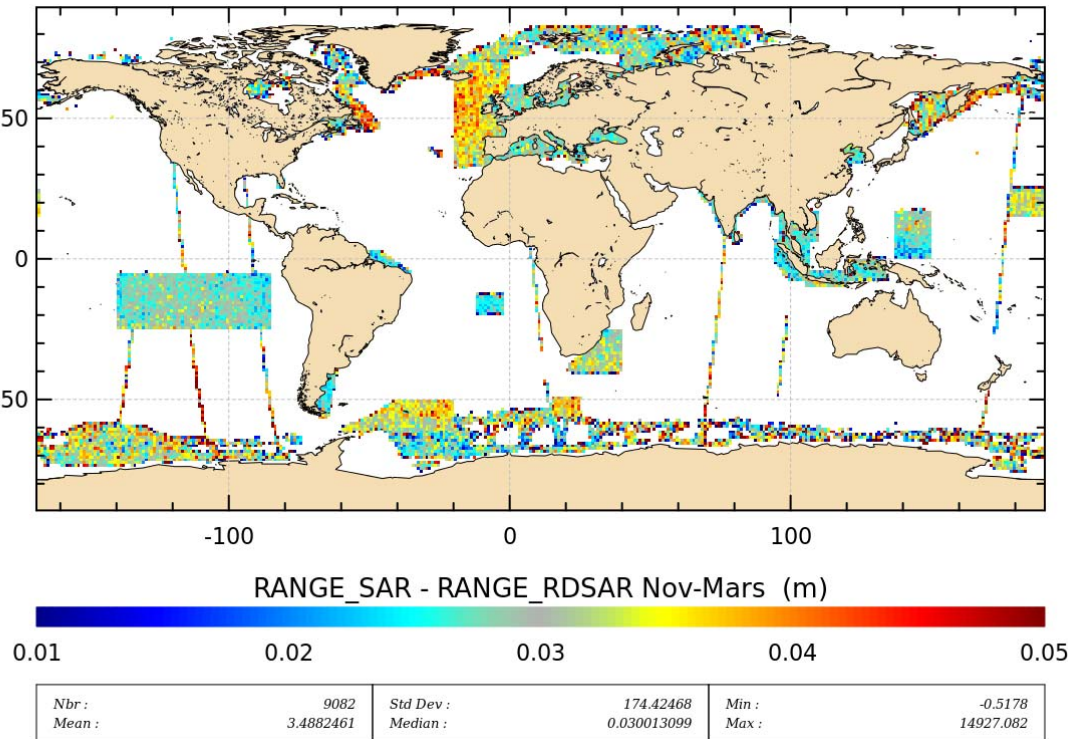 50
0
50
-100
0
100
RANGE_SAR - RANGE_RDSAR Nov-Mars (m)
0.01 0.02 0.03 0.04 0.05
Nbr : 9082 Std Dev : 174.42468 Min : -0.5178
Mean : 3.4882461 Median : 0.030013099 Max : 14927.082